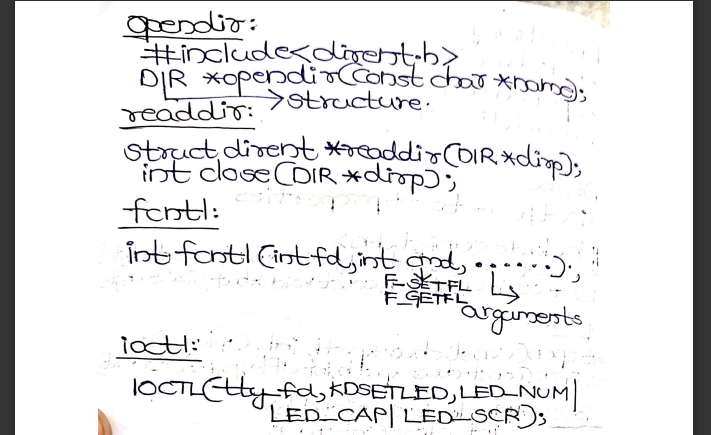 opendir:
#include<dirent.h>
DIR *opendir(const char *name);
structure.
readdir:
struct dirent *readdir(DIR *dirp);
int close(DIR *dirp);
fcntl:
int fcntl(int fd, int cmd, .......);
F_SETFL
F_GETFL
arguments
ioctl:
IOCTL(tty_fd, KDSETLED, LED_NUM|
LED_CAP| LED_SCR);